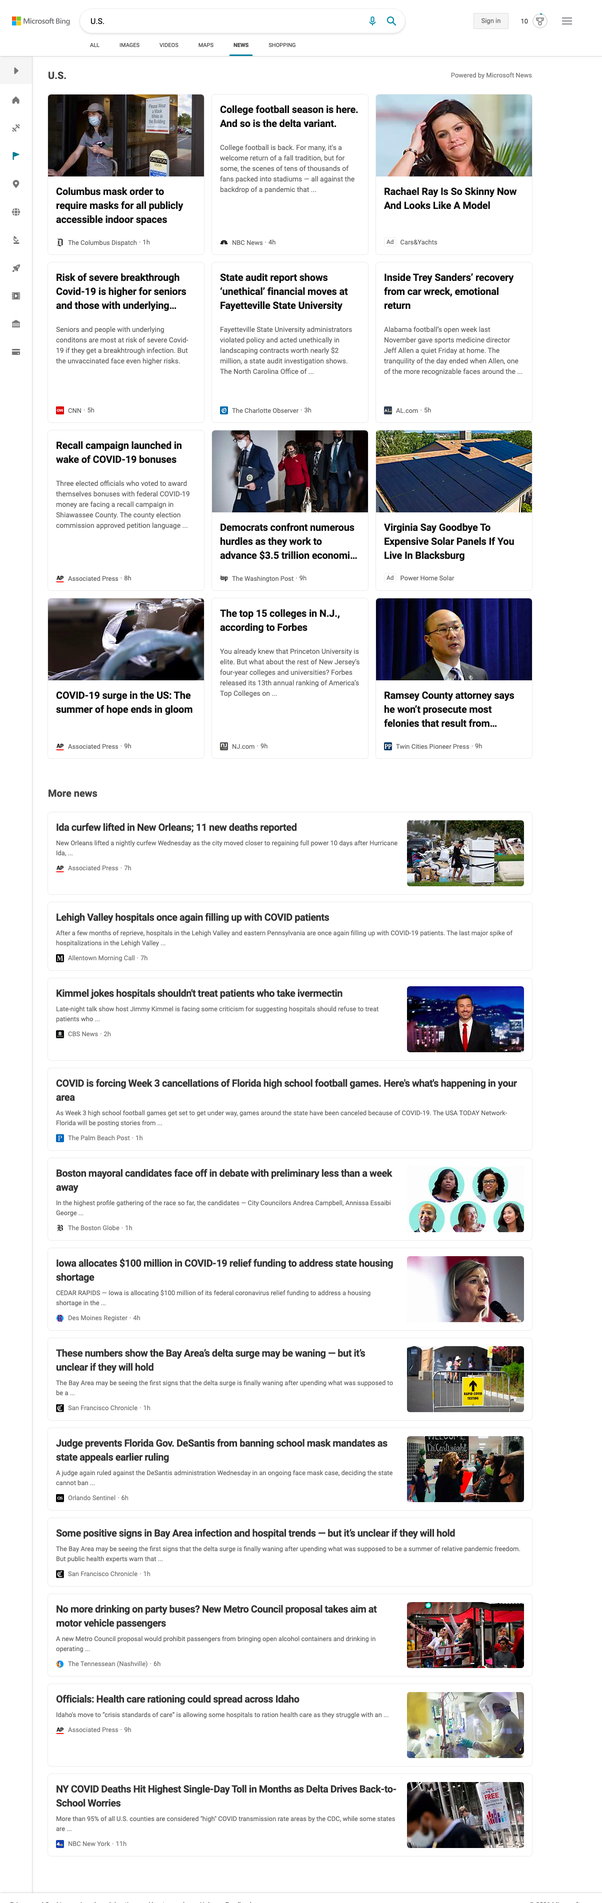 Microsoft Bing
U.S.
Sign in
10
ALL
IMAGES
VIDEOS
MAPS
NEWS
SHOPPING
U.S.
Powered by Microsoft News
Columbus mask order to
require masks for all publicly
accessible indoor spaces
The Columbus Dispatch · 1h
College football season is here.
And so is the delta variant.
College football is back. For many, it's a
welcome return of a fall tradition, but for
some, the scenes of tens of thousands of
fans packed into stadiums — all against the
backdrop of a pandemic that ...
NBC News · 4h
Rachael Ray Is So Skinny Now
And Looks Like A Model
Ad Cars&Yachts
Risk of severe breakthrough
Covid-19 is higher for seniors
and those with underlying...
Seniors and people with underlying
conditons are most at risk of severe Covid-
19 if they get a breakthrough infection. But
the unvaccinated face even higher risks.
CNN · 5h
State audit report shows
‘unethical’ financial moves at
Fayetteville State University
Fayetteville State University administrators
violated policy and acted unethically in
landscaping contracts worth nearly $2
million, a state audit investigation shows.
The North Carolina Office of ...
The Charlotte Observer · 3h
Inside Trey Sanders’ recovery
from car wreck, emotional
return
Alabama football's open week last
November gave sports medicine director
Jeff Allen a quiet Friday at home. The
tranquility of the day ended when Allen, one
of the more recognizable faces around the ...
AL.com · 5h
Recall campaign launched in
wake of COVID-19 bonuses
Three elected officials who voted to award
themselves bonuses with federal COVID-19
money are facing a recall campaign in
Shiawassee County. The county election
commission approved petition language ...
AP Associated Press · 8h
Democrats confront numerous
hurdles as they work to
advance $3.5 trillion economi...
wp The Washington Post · 9h
Virginia Say Goodbye To
Expensive Solar Panels If You
Live In Blacksburg
Ad Power Home Solar
COVID-19 surge in the US: The
summer of hope ends in gloom
AP Associated Press · 9h
The top 15 colleges in N.J.,
according to Forbes
You already knew that Princeton University is
elite. But what about the rest of New Jersey's
four-year colleges and universities? Forbes
released its 13th annual ranking of America's
Top Colleges on ...
NJ.com · 9h
Ramsey County attorney says
he won’t prosecute most
felonies that result from...
Twin Cities Pioneer Press · 9h
More news
Ida curfew lifted in New Orleans; 11 new deaths reported
New Orleans lifted a nightly curfew Wednesday as the city moved closer to regaining full power 10 days after Hurricane
Ida, ...
AP Associated Press · 7h
Lehigh Valley hospitals once again filling up with COVID patients
After a few months of reprieve, hospitals in the Lehigh Valley and eastern Pennsylvania are once again filling up with COVID-19 patients. The last major spike of
hospitalizations in the Lehigh Valley ...
Allentown Morning Call · 7h
Kimmel jokes hospitals shouldn't treat patients who take ivermectin
Late-night talk show host Jimmy Kimmel is facing some criticism for suggesting hospitals should refuse to treat
patients who ...
CBS News · 2h
COVID is forcing Week 3 cancellations of Florida high school football games. Here's what's happening in your
area
As Week 3 high school football games get set to get under way, games around the state have been canceled because of COVID-19. The USA TODAY Network-
Florida will be posting stories from ...
The Palm Beach Post · 1h
Boston mayoral candidates face off in debate with preliminary less than a week
away
In the highest profile gathering of the race so far, the candidates — City Councilors Andrea Campbell, Annissa Essaibi
George ...
The Boston Globe · 1h
Iowa allocates $100 million in COVID-19 relief funding to address state housing
shortage
CEDAR RAPIDS — Iowa is allocating $100 million of its federal coronavirus relief funding to address a housing
shortage in the ...
Des Moines Register · 4h
These numbers show the Bay Area’s delta surge may be waning — but it’s
unclear if they will hold
The Bay Area may be seeing the first signs that the delta surge is finally waning after upending what was supposed to
be a ...
San Francisco Chronicle · 1h
Judge prevents Florida Gov. DeSantis from banning school mask mandates as
state appeals earlier ruling
A judge again ruled against the DeSantis administration Wednesday in an ongoing face mask case, deciding the state
cannot ban ...
Orlando Sentinel · 6h
Some positive signs in Bay Area infection and hospital trends — but it’s unclear if they will hold
The Bay Area may be seeing the first signs that the delta surge is finally waning after upending what was supposed to be a summer of relative pandemic freedom.
But public health experts warn that ...
San Francisco Chronicle · 1h
No more drinking on party buses? New Metro Council proposal takes aim at
motor vehicle passengers
A new Metro Council proposal would prohibit passengers from bringing open alcohol containers and drinking in
operating ...
The Tennessean (Nashville) · 6h
Officials: Health care rationing could spread across Idaho
Idaho's move to “crisis standards of care” is allowing some hospitals to ration health care as they struggle with an ...
AP Associated Press · 9h
NY COVID Deaths Hit Highest Single-Day Toll in Months as Delta Drives Back-to-
School Worries
More than 95% of all U.S. counties are considered "high" COVID transmission rate areas by the CDC, while some states
are ...
NBC New York · 11h